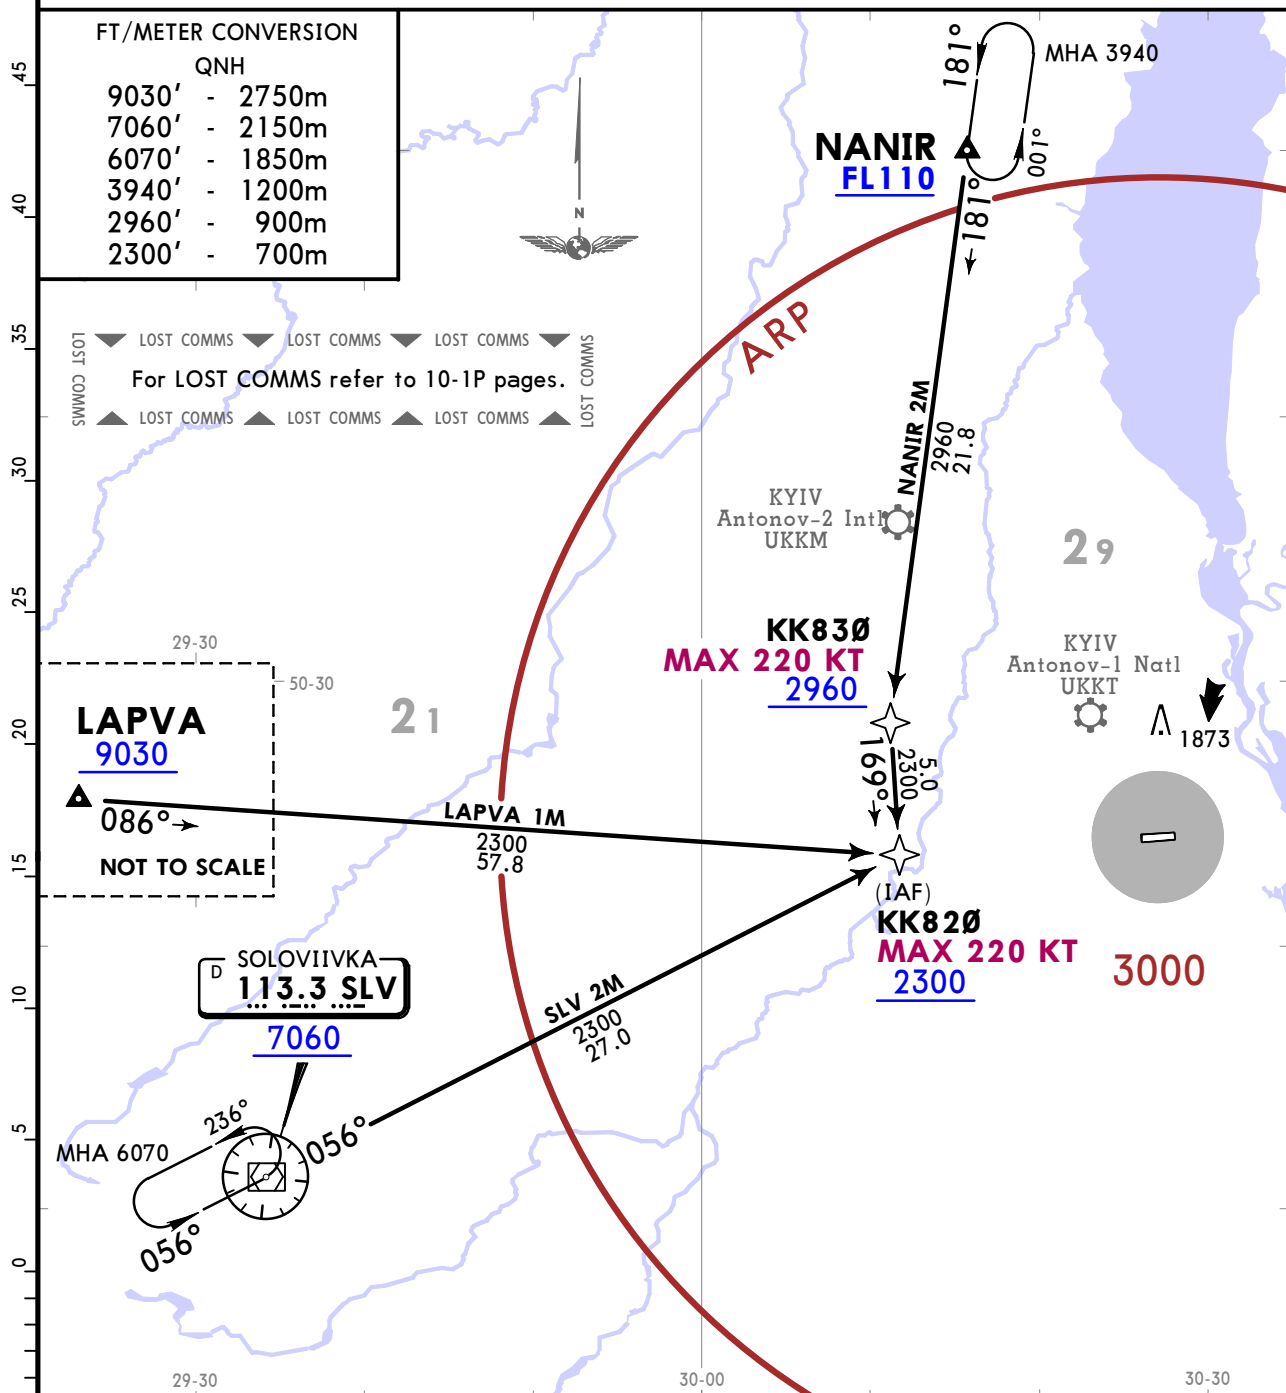 FT/METER CONVERSION
QNH
9030' - 2750m
7060' - 2150m
6070' - 1850m
3940' - 1200m
2960' - 900m
2300' - 700m
N
181°
MHA 3940
001°
NANIR
FL110
181°
ARP
LOST COMMS LOST COMMS LOST COMMS
LOST COMMS
For LOST COMMS refer to 10-1P pages.
LOST COMMS
LOST COMMS LOST COMMS LOST COMMS
NANIR 2M
2960
21.8
KYIV
Antonov-2 Intl
UKKM
29
KK83Ø
MAX 220 KT
2960
KYIV
Antonov-1 Natl
UKKT
1873
29-30
50-30
21
LAPVA
9030
086°
NOT TO SCALE
LAPVA 1M
2300
57.8
169°
5.0
2300
(IAF)
KK82Ø
MAX 220 KT
2300
3000
SOLOVIIVKA
D
113.3 SLV
7060
SLV 2M
2300
27.0
236°
MHA 6070
056°
056°
45
40
35
30
25
20
15
10
5
0
29-30
30-00
30-30